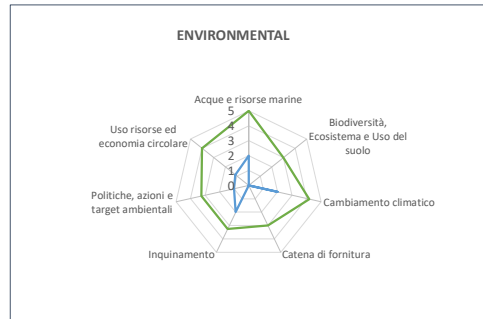 ENVIRONMENTAL
Acque e risorse marine
5
4
3
2
1
0
Biodiversità,
Ecosistema e Uso del
suolo
Cambiamento climatico
Catena di fornitura
Inquinamento
Politiche, azioni e
target ambientali
Uso risorse ed
economia circolare